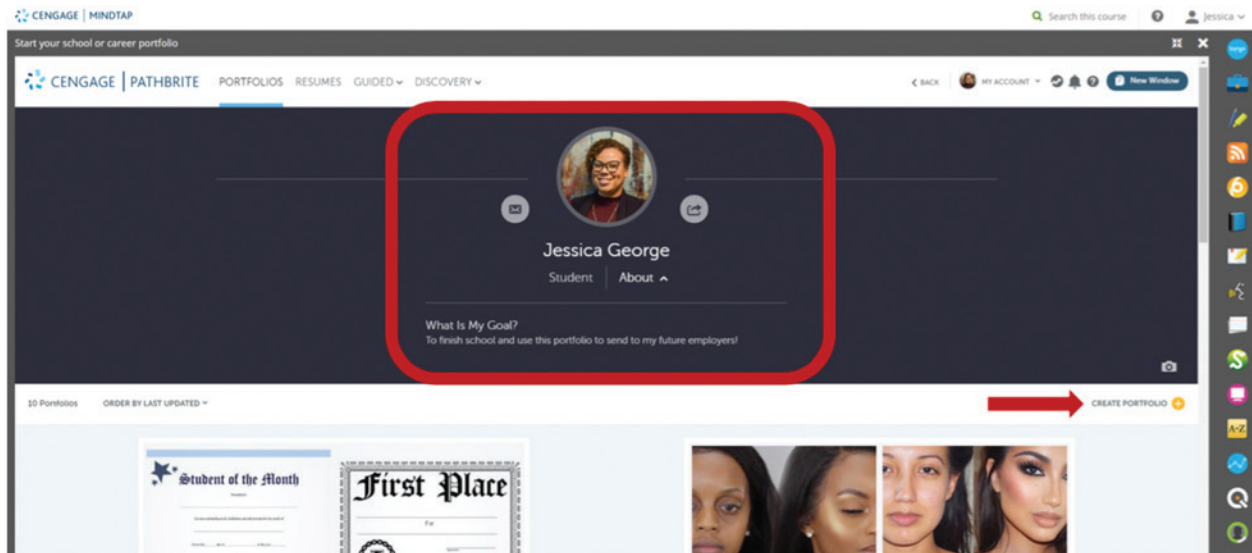 CENGAGE | MINDTAP
Search this course
Jessica
Start your school or career portfolio
CENGAGE | PATHBRITE PORTFOLIOS RESUMES GUIDED DISCOVERY
BACK MY ACCOUNT New Window
Jessica George
Student | About
What Is My Goal?
To finish school and use this portfolio to send to my future employers!
10 Portfolios ORDER BY LAST UPDATED CREATE PORTFOLIO
Student of the Month
First Place
For
A-Z